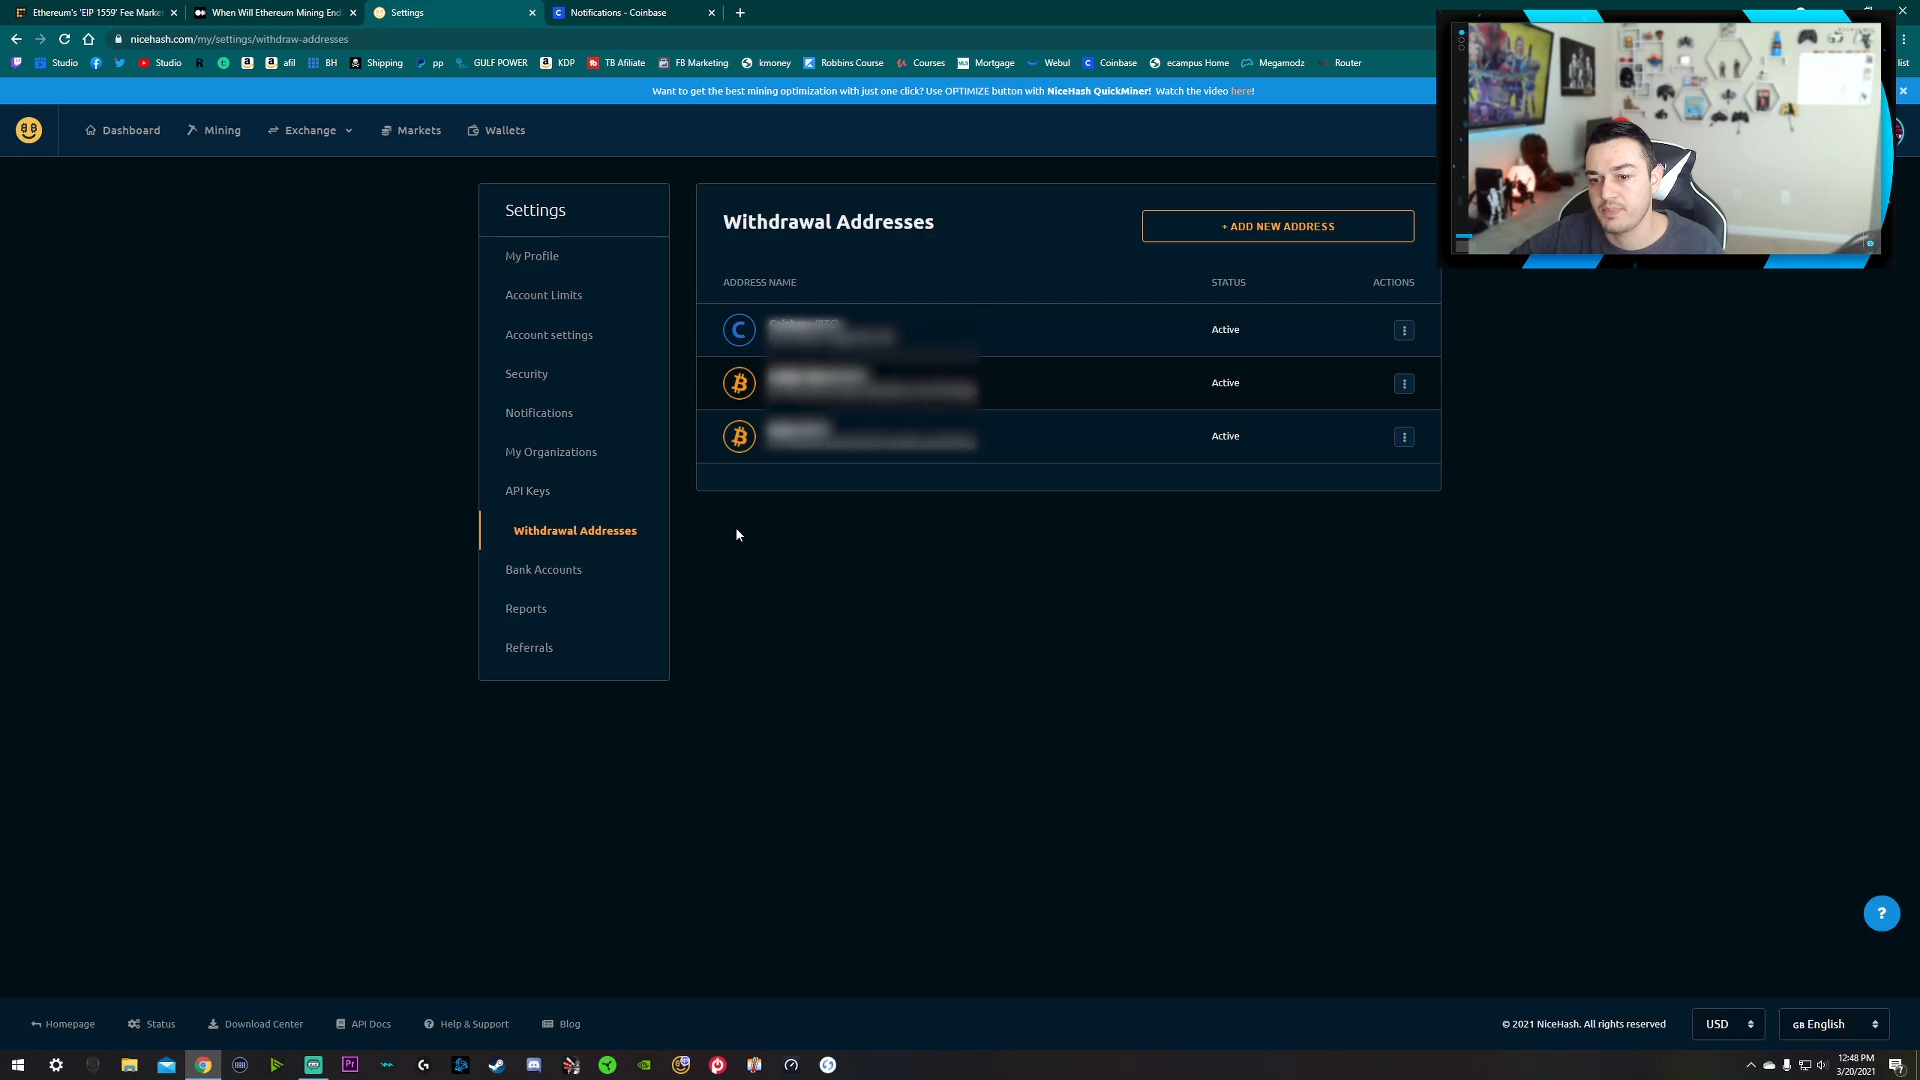 Ethereum's 'EIP 1559' Fee Market
When Will Ethereum Mining End
Settings
Notifications - Coinbase
nicehash.com/my/settings/withdraw-addresses
Studio
Studio
R
afil
BH
Shipping
pp
GULF POWER
KDP
TB Afiliate
FB Marketing
kmoney
Robbins Course
Courses
Mortgage
Webul
Coinbase
ecampus Home
Megamodz
Router
list
Want to get the best mining optimization with just one click? Use OPTIMIZE button with NiceHash QuickMiner! Watch the video here!
Dashboard
Mining
Exchange
Markets
Wallets
Settings
My Profile
Account Limits
Account settings
Security
Notifications
My Organizations
API Keys
Withdrawal Addresses
Bank Accounts
Reports
Referrals
Withdrawal Addresses
+ ADD NEW ADDRESS
ADDRESS NAME
STATUS
ACTIONS
Active
Active
Active
?
Homepage
Status
Download Center
API Docs
Help & Support
Blog
© 2021 NiceHash. All rights reserved
USD
GB English
12:48 PM
3/20/2021